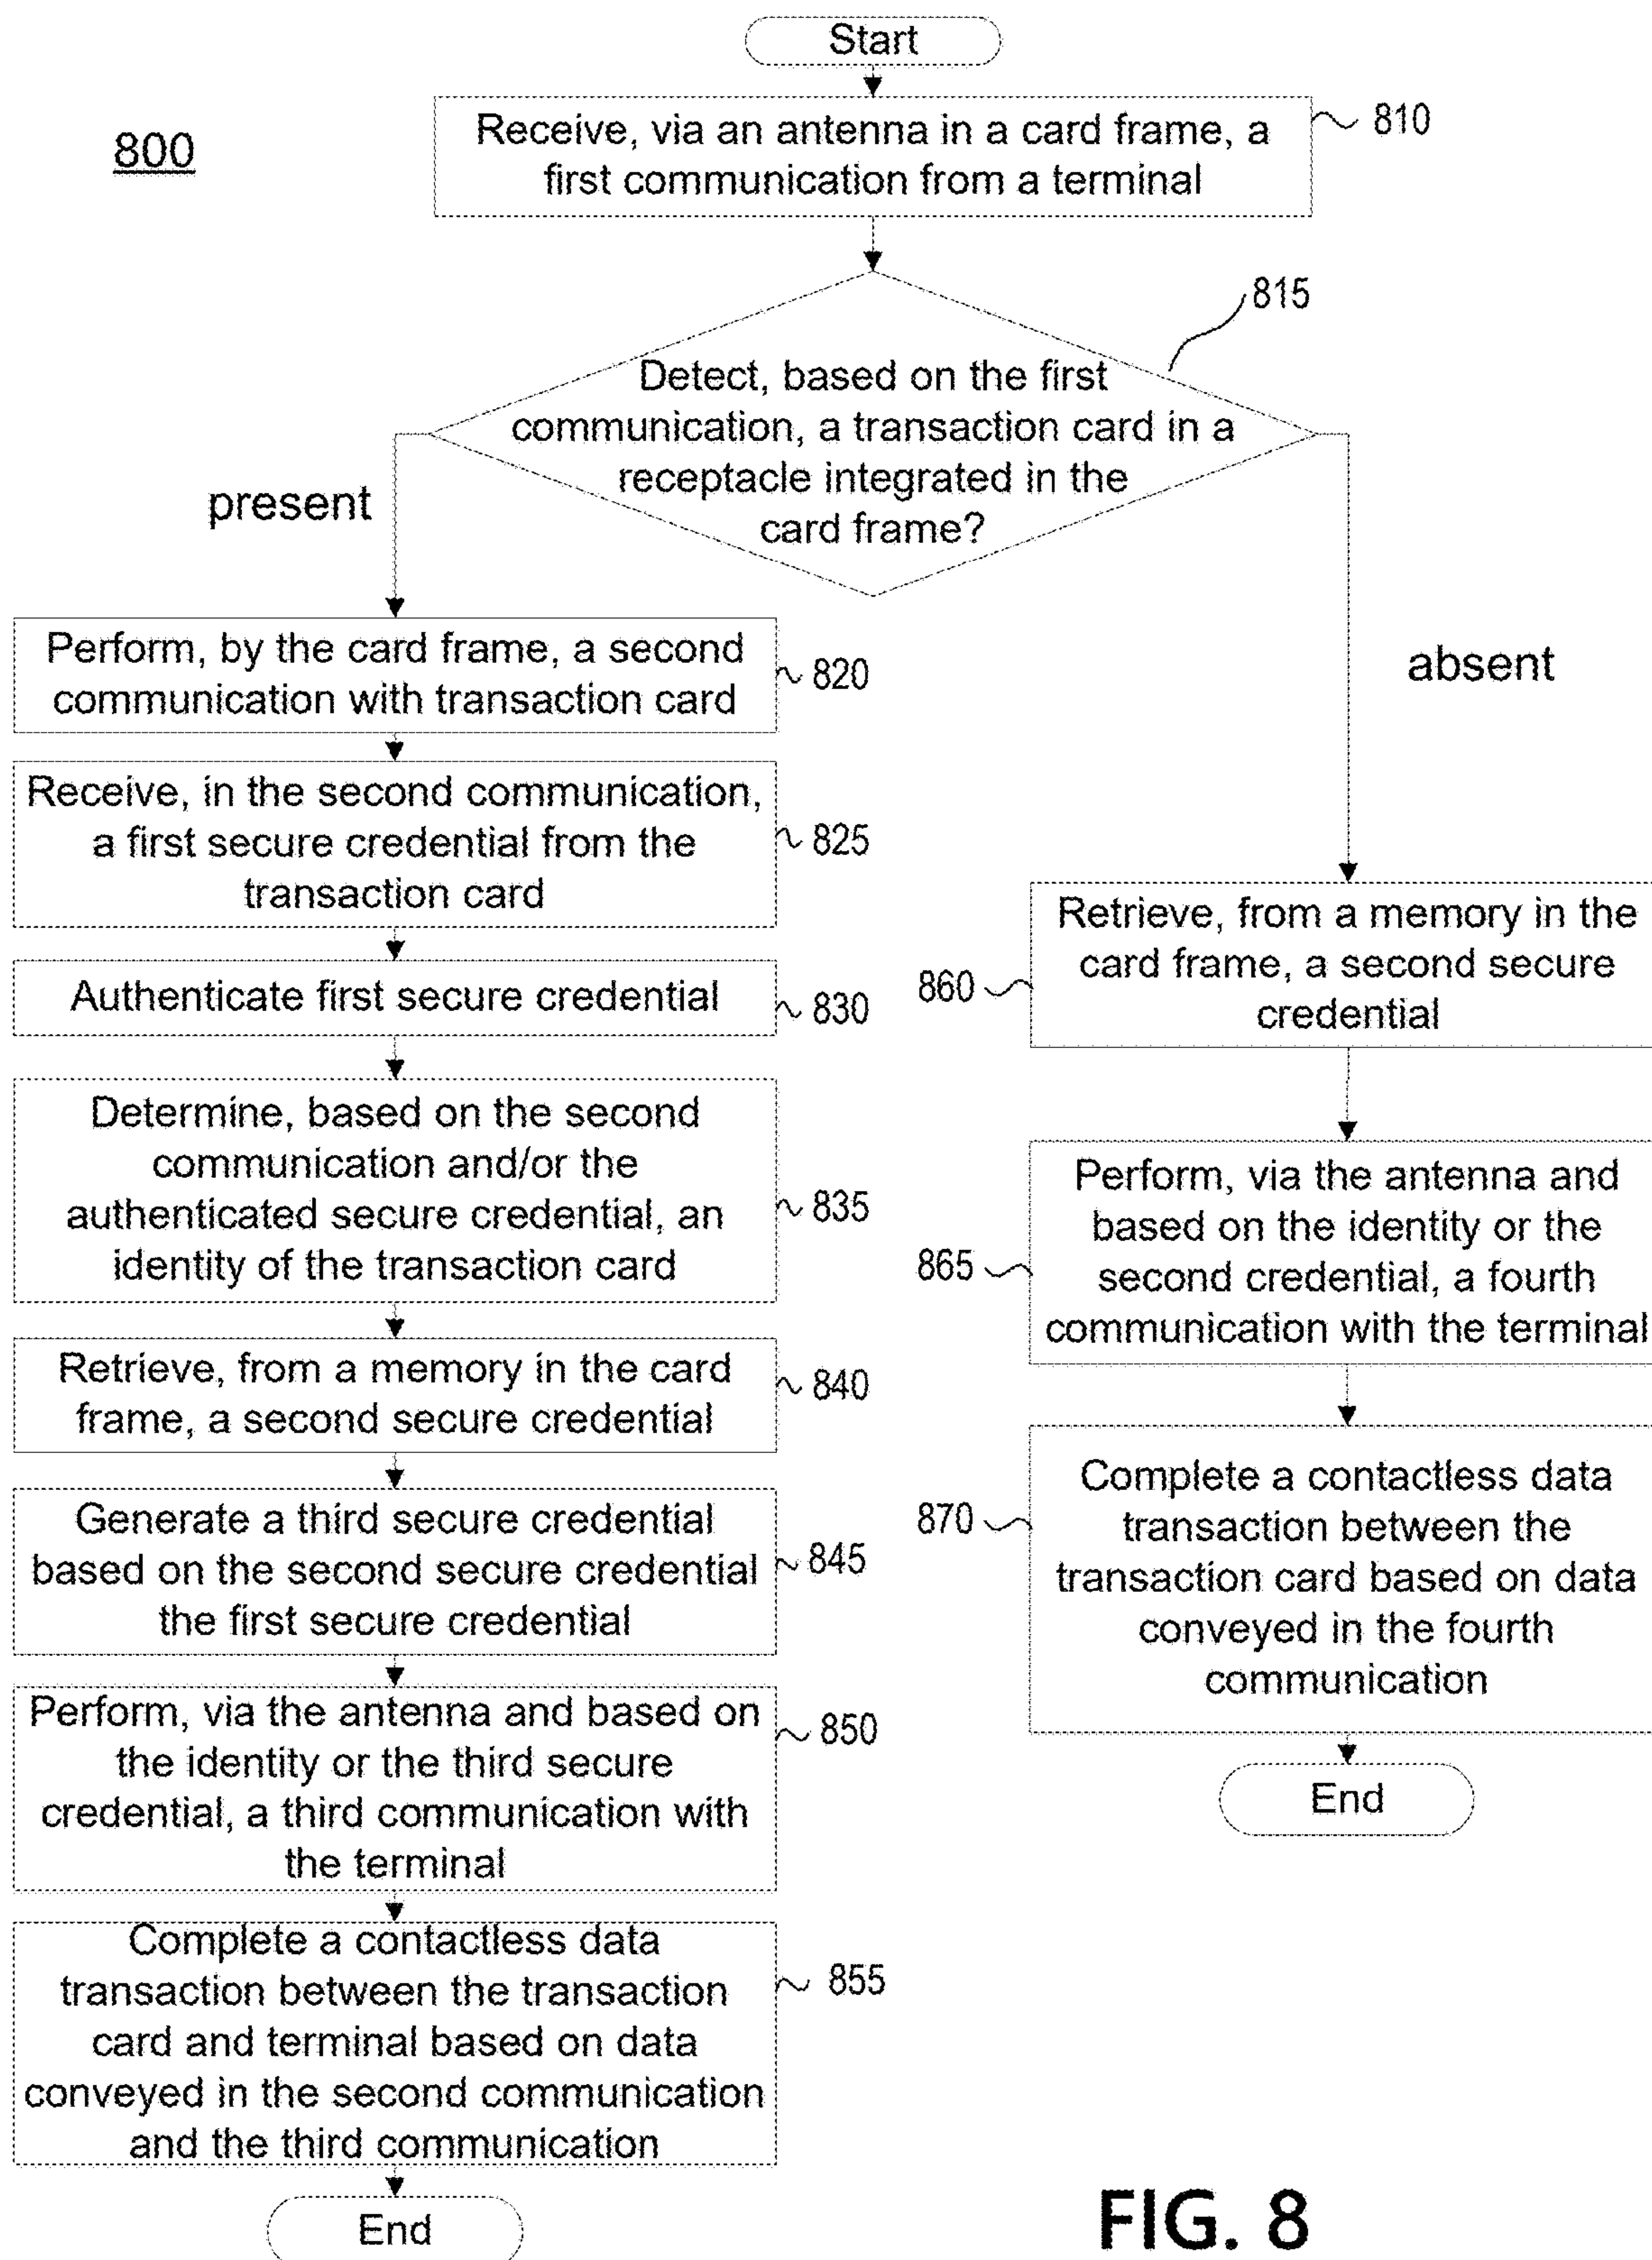 Start
800
Receive, via an antenna in a card frame, a
first communication from a terminal
810
Detect, based on the first
communication, a transaction card in a
receptacle integrated in the
card frame?
815
present
absent
Perform, by the card frame, a second
communication with transaction card
820
Receive, in the second communication,
a first secure credential from the
transaction card
825
Authenticate first secure credential
830
Determine, based on the second
communication and/or the
authenticated secure credential, an
identity of the transaction card
835
Retrieve, from a memory in the card
frame, a second secure credential
840
Generate a third secure credential
based on the second secure credential
the first secure credential
845
Perform, via the antenna and based on
the identity or the third secure
credential, a third communication with
the terminal
850
Complete a contactless data
transaction between the transaction
card and terminal based on data
conveyed in the second communication
and the third communication
855
End
Retrieve, from a memory in the
card frame, a second secure
credential
860
Perform, via the antenna and
based on the identity or the
second credential, a fourth
communication with the terminal
865
Complete a contactless data
transaction between the
transaction card based on data
conveyed in the fourth
communication
870
End
FIG. 8